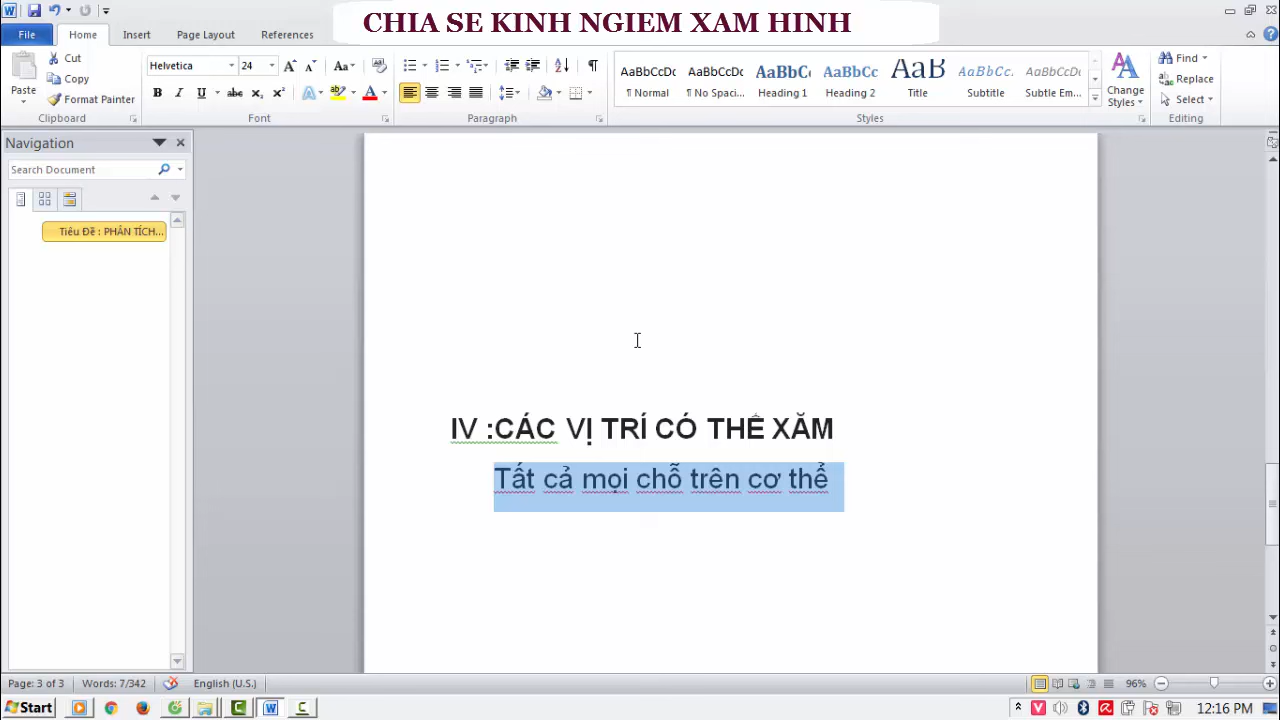 CHIA SE KINH NGIEM XAM HINH
File Home Insert Page Layout References
Cut
Copy
Format Painter
Paste
Clipboard
Helvetica 24
Font
Paragraph
AaBbCcDc AaBbCcDc AaBbC AaBbCc AaB AaBbCc. AaBbCcDc
¶ Normal ¶ No Spaci... Heading 1 Heading 2 Title Subtitle Subtle Em...
Styles
Change
Styles
Find
Replace
Select
Editing
Navigation
Search Document
Tiêu Đề : PHÂN TÍCH...
IV :CÁC VỊ TRÍ CÓ THỂ XĂM
Tất cả mọi chỗ trên cơ thể
Page: 3 of 3 Words: 7/342 English (U.S.) 96%
Start 12:16 PM